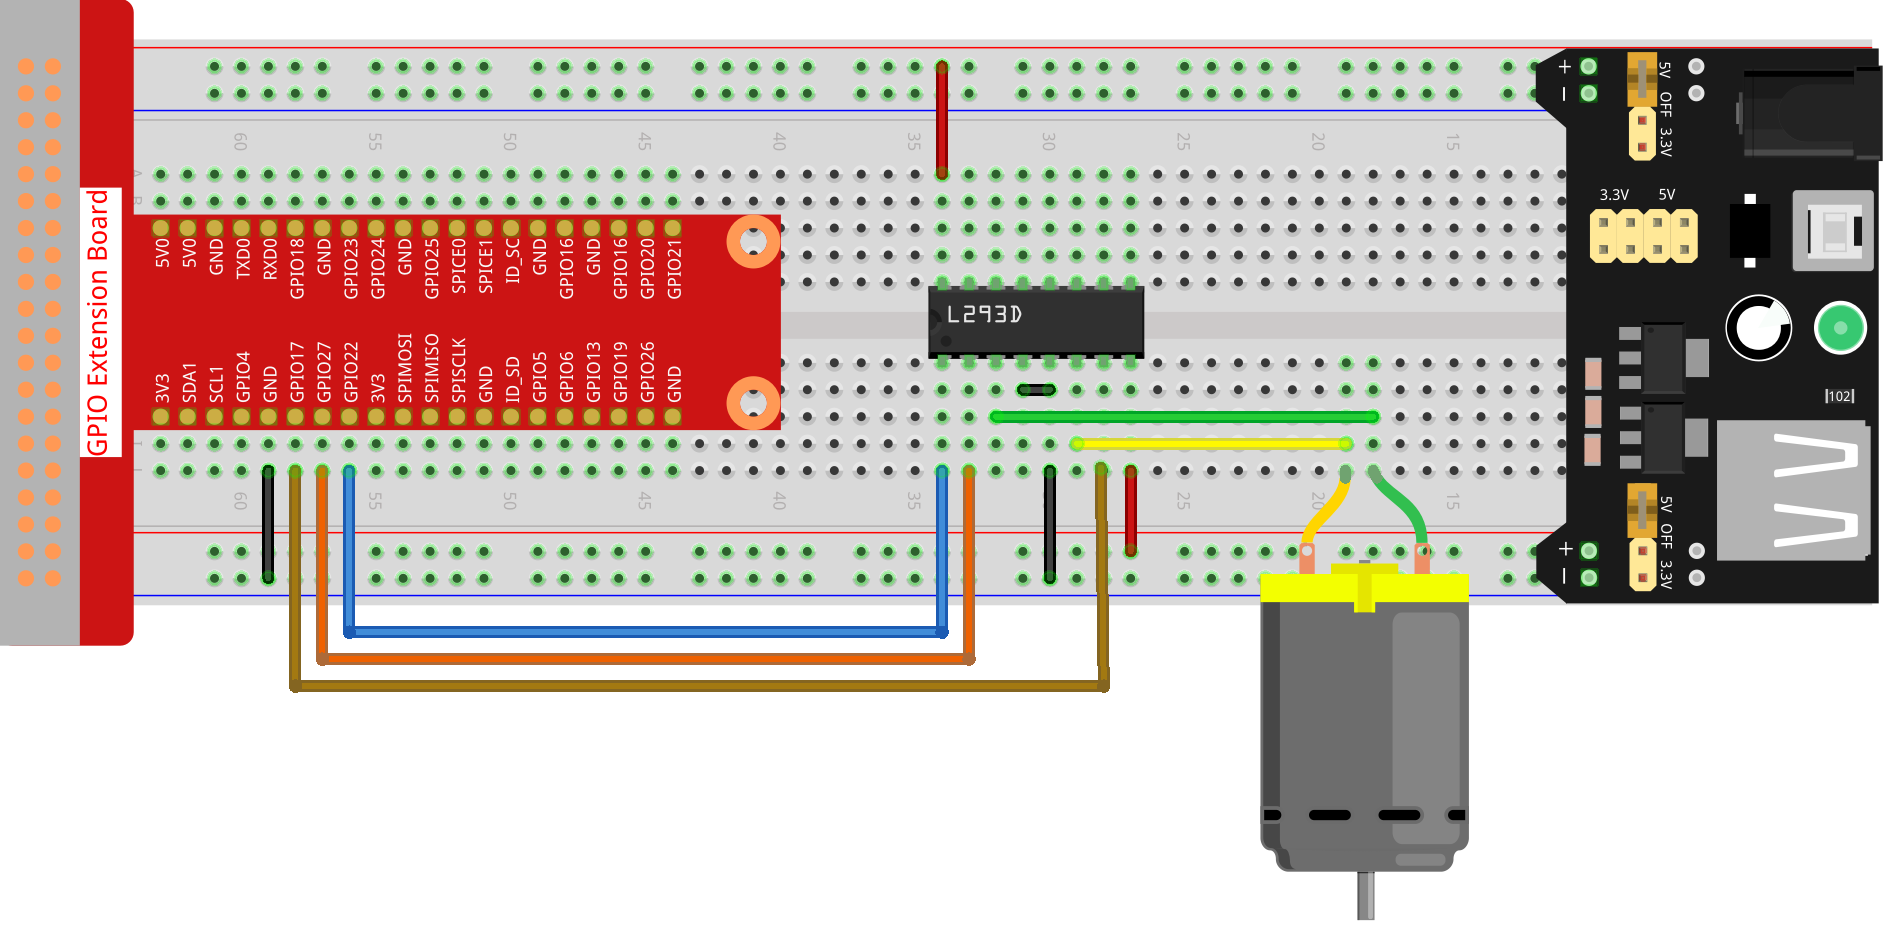 GPIO Extension Board
60 55 50 45 40 35 30 25 20 15
5V0 5V0 GND TXD0 RXD0 GPIO18 GND GPIO23 GPIO24 GND GPIO25 SPICE0 SPICE1 ID_SC GND GPIO16 GND GPIO16 GPIO20 GPIO21
3V3 SDA1 SCL1 GPIO4 GND GPIO17 GPIO27 GPIO22 3V3 SPIMOSI SPIMISO SPISCLK GND ID_SD GPIO5 GPIO6 GPIO13 GPIO19 GPIO26 GND
L293D
60 55 50 45 40 35 25 20 15
+
−
5V OFF 3.3V
3.3V 5V
102
+
−
5V OFF 3.3V